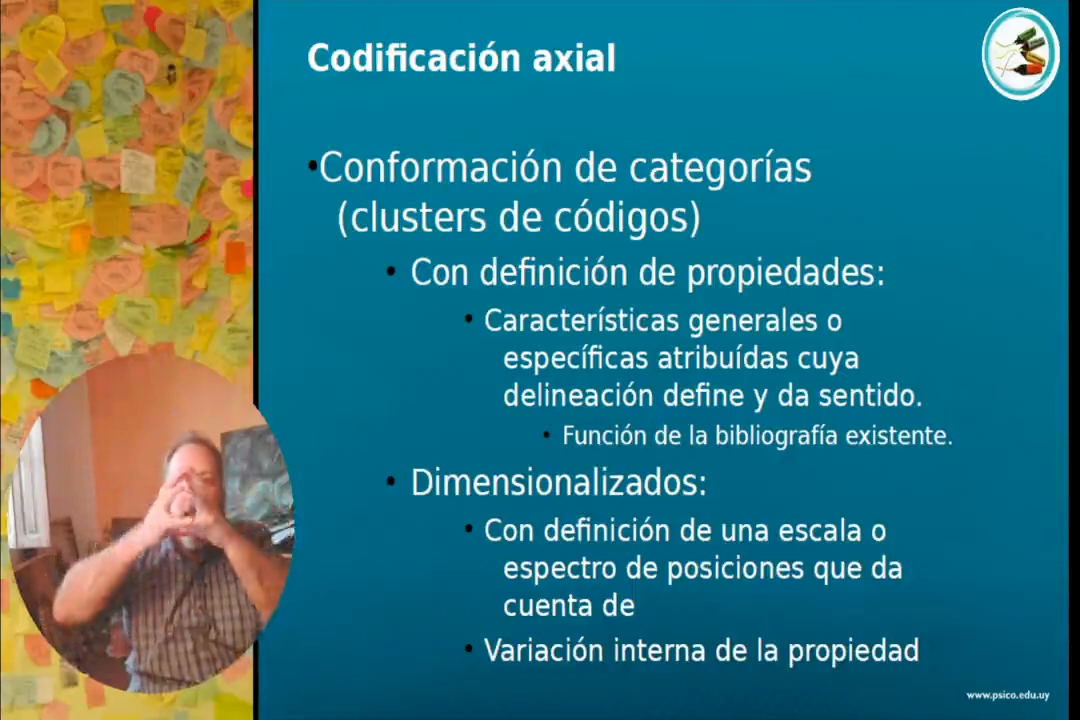 Codificación axial
•Conformación de categorías
(clusters de códigos)
• Con definición de propiedades:
• Características generales o
específicas atribuídas cuya
delineación define y da sentido.
• Función de la bibliografía existente.
• Dimensionalizados:
• Con definición de una escala o
espectro de posiciones que da
cuenta de
• Variación interna de la propiedad
www.psico.edu.uy